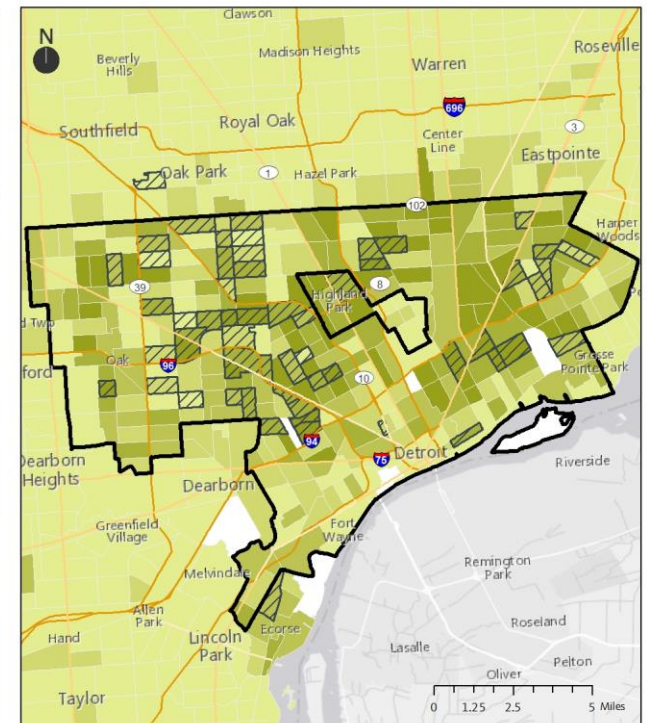 Clawson
N
Beverly
Hills
Madison Heights
Roseville
Warren
696
Southfield
Royal Oak
Center
Line
3
Eastpointe
Oak Park
1
Hazel Park
102
Harper
Woods
39
8
Highland
Park
d Twp
Oak
ford
96
10
Grosse
Pointe Park
94
75
Detroit
Riverside
Dearborn
Heights
Dearborn
Greenfield
Village
Fort
Wayne
Melvindale
Remington
Park
Allen
Park
Hand
Lincoln
Park
Ecorse
Roseland
Lasalle
Pelton
Oliver
Taylor
0 1.25 2.5 5 Miles